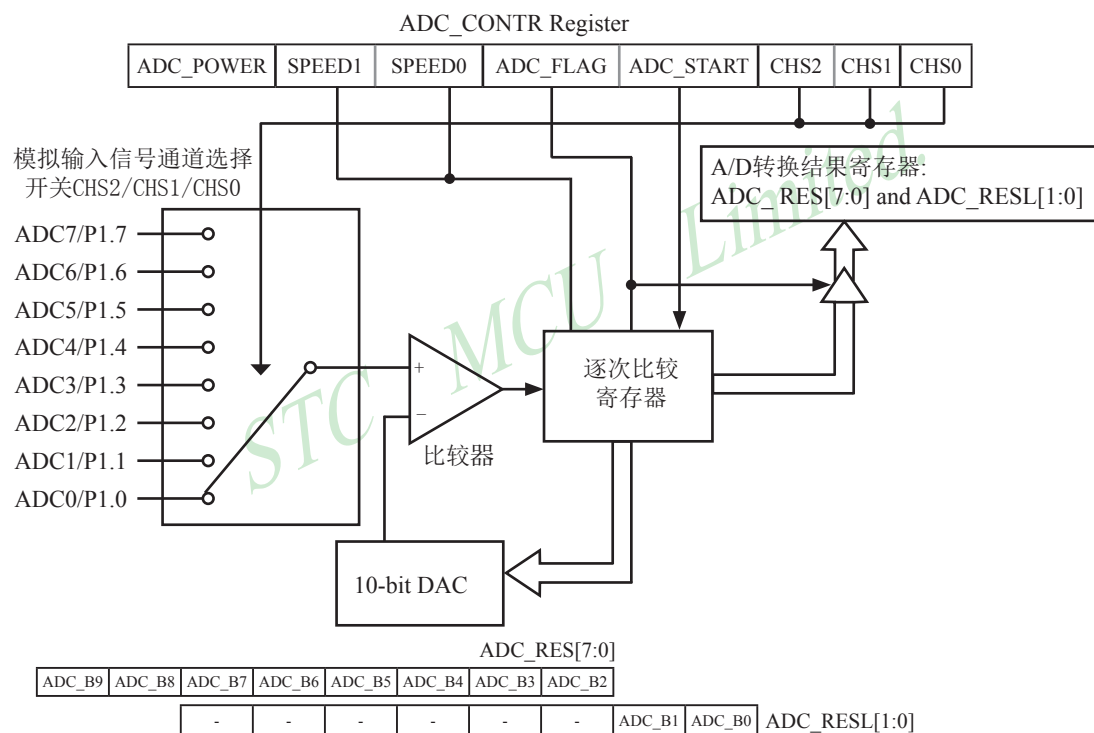 ADC_CONTR Register
ADC_POWER SPEED1 SPEED0 ADC_FLAG ADC_START CHS2 CHS1 CHS0
模拟输入信号通道选择
开关CHS2/CHS1/CHS0
A/D转换结果寄存器:
ADC_ RES[7:0] and ADC_RESL[1:0]
ADC7/P1.7
ADC6/P1.6
ADC5/P1.5
ADC4/P1.4
ADC3/P1.3
ADC2/P1.2
ADC1/P1.1
ADC0/P1.0
+
−
比较器
逐次比较
寄存器
10-bit DAC
STC MCU Limited.
ADC_RES[7:0]
ADC_B9 ADC_B8 ADC_B7 ADC_B6 ADC_B5 ADC_B4 ADC_B3 ADC_B2
- - - - - - ADC_B1 ADC_B0 ADC_RESL[1:0]